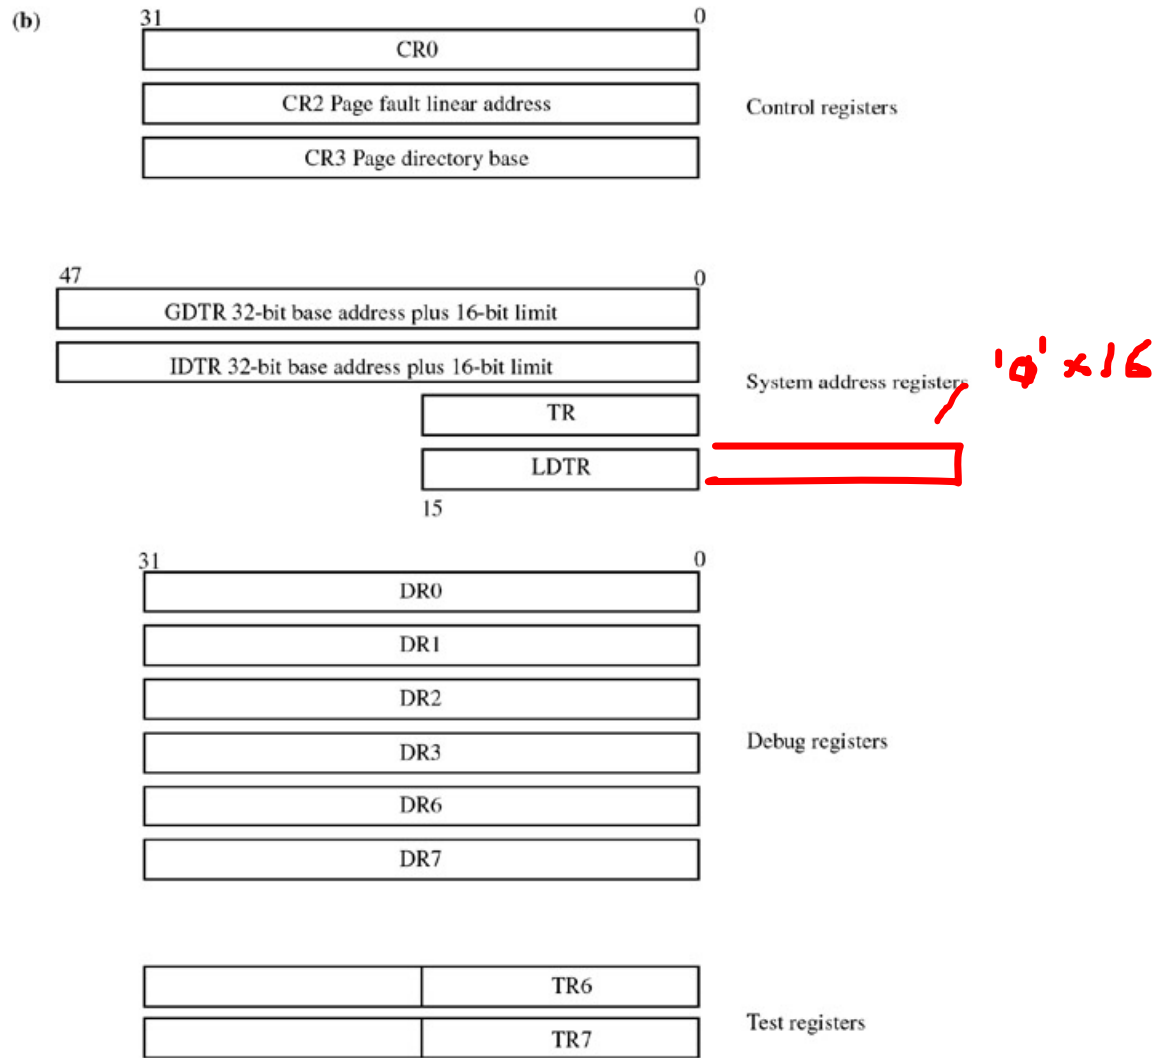 (b)
31 0
CR0
CR2 Page fault linear address
Control registers
CR3 Page directory base
47 0
GDTR 32-bit base address plus 16-bit limit
IDTR 32-bit base address plus 16-bit limit
System address registers
'0' × 16
TR
LDTR
15
31 0
DR0
DR1
DR2
DR3
Debug registers
DR6
DR7
TR6
Test registers
TR7